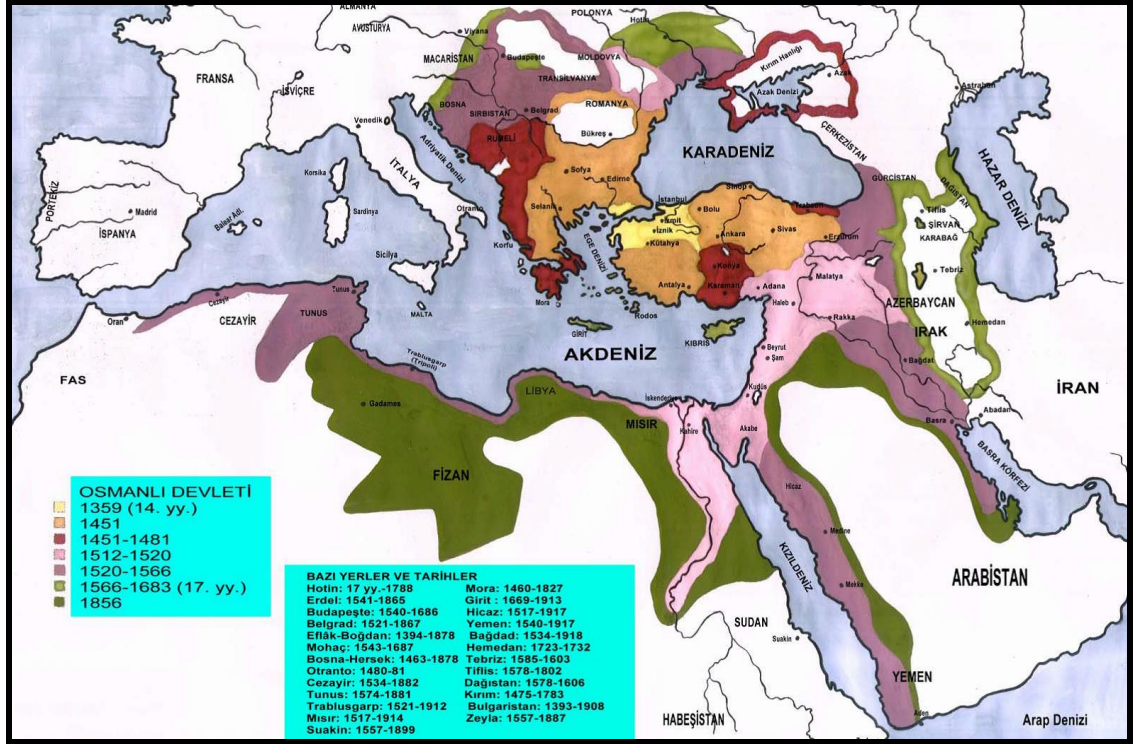 ALMANYA
POLONYA
AVUSTURYA
Viyana
Hotin
MACARİSTAN
Budapeşte
MOLDOVYA
Kırım Hanlığı
FRANSA
İSVİÇRE
TRANSİLVANYA
Azak
Azak Denizi
Astrahan
BOSNA
SIRBISTAN
Belgrad
ROMANYA
Venedik
Adriyatik Denizi
RUMELİ
Bükreş
ÇERKEZİSTAN
KARADENİZ
HAZAR DENİZİ
PORTEKİZ
İTALYA
Korsika
Sofya
Edirne
GÜRCİSTAN
DAĞISTAN
Madrid
İSPANYA
Balear Adl.
Sardinya
Otranto
Selanik
İstanbul
Sinop
Bolu
Trabzon
Tiflis
ŞİRVAN
KARABAĞ
İzmit
İznik
Kütahya
Ankara
Sivas
Erzurum
Korfu
EGE DENİZİ
Konya
Karaman
Antalya
Adana
Malatya
Tebriz
Sicilya
Mora
Rodos
Haleb
AZERBAYCAN
Oran
Cezayir
CEZAYİR
Tunus
TUNUS
MALTA
GİRİT
KIBRIS
Rakka
IRAK
Hemedan
AKDENİZ
Beyrut
Şam
Bağdat
Trablusgarp
(Tripoli)
FAS
LİBYA
İskenderiye
Kudüs
İRAN
Gadames
MISIR
Kahire
Akabe
Basra
Abadan
BASRA KÖRFEZİ
FİZAN
Hicaz
Medine
KIZILDENİZ
Mekke
ARABİSTAN
SUDAN
Suakin
YEMEN
Aden
HABEŞİSTAN
Arap Denizi
OSMANLI DEVLETİ
1359 (14. yy.)
1451
1451-1481
1512-1520
1520-1566
1566-1683 (17. yy.)
1856
BAZI YERLER VE TARİHLER
Hotin: 17 yy.-1788
Erdel: 1541-1865
Budapeşte: 1540-1686
Belgrad: 1521-1867
Eflâk-Boğdan: 1394-1878
Mohaç: 1543-1687
Bosna-Hersek: 1463-1878
Otranto: 1480-81
Cezayir: 1534-1882
Tunus: 1574-1881
Trablusgarp: 1521-1912
Mısır: 1517-1914
Suakin: 1557-1899
Mora: 1460-1827
Girit : 1669-1913
Hicaz: 1517-1917
Yemen: 1540-1917
Bağdad: 1534-1918
Hemedan: 1723-1732
Tebriz: 1585-1603
Tiflis: 1578-1802
Dağıstan: 1578-1606
Kırım: 1475-1783
Bulgaristan: 1393-1908
Zeyla: 1557-1887